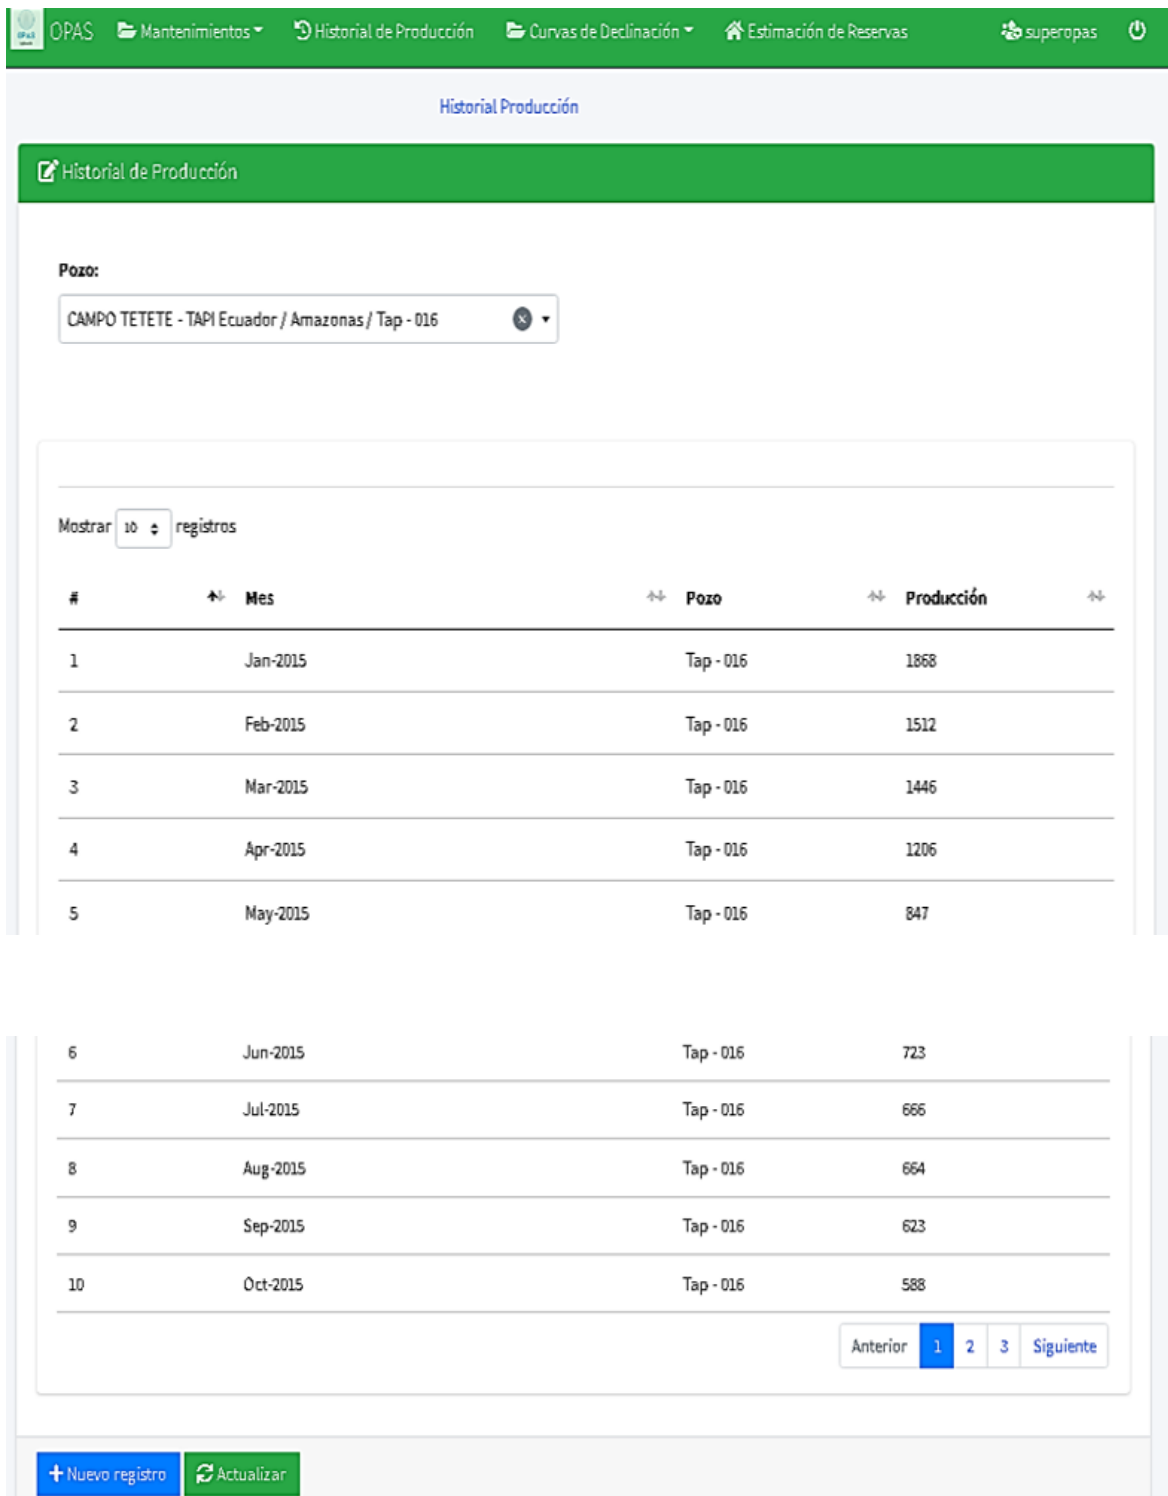 OPAS Mantenimientos Historial de Producción Curvas de Declinación Estimación de Reservas superopas
Historial Producción
Historial de Producción
Pozo:
CAMPO TETETE - TAPI Ecuador / Amazonas / Tap - 016
Mostrar 10 registros
# Mes Pozo Producción
1 Jan-2015 Tap - 016 1868
2 Feb-2015 Tap - 016 1512
3 Mar-2015 Tap - 016 1446
4 Apr-2015 Tap - 016 1206
5 May-2015 Tap - 016 847
6 Jun-2015 Tap - 016 723
7 Jul-2015 Tap - 016 666
8 Aug-2015 Tap - 016 664
9 Sep-2015 Tap - 016 623
10 Oct-2015 Tap - 016 588
Anterior 1 2 3 Siguiente
+ Nuevo registro Actualizar